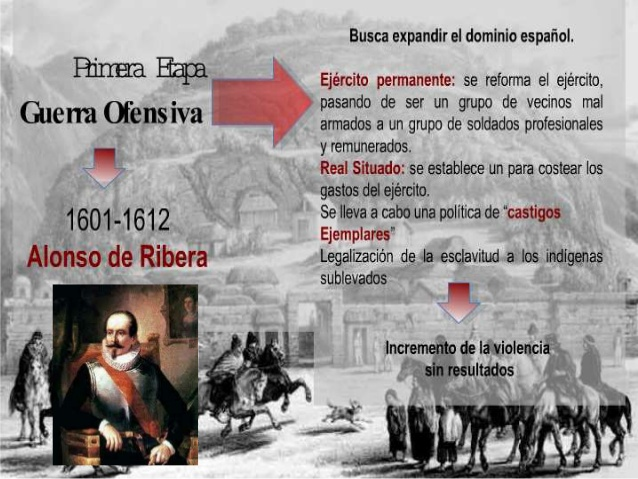 Primera Etapa
Guerra Ofensiva
1601-1612
Alonso de Ribera
Busca expandir el dominio español.
Ejército permanente: se reforma el ejército,
pasando de ser un grupo de vecinos mal
armados a un grupo de soldados profesionales
y remunerados.
Real Situado: se establece un para costear los
gastos del ejército.
Se lleva a cabo una política de “castigos
Ejemplares”
Legalización de la esclavitud a los indígenas
sublevados
Incremento de la violencia
sin resultados